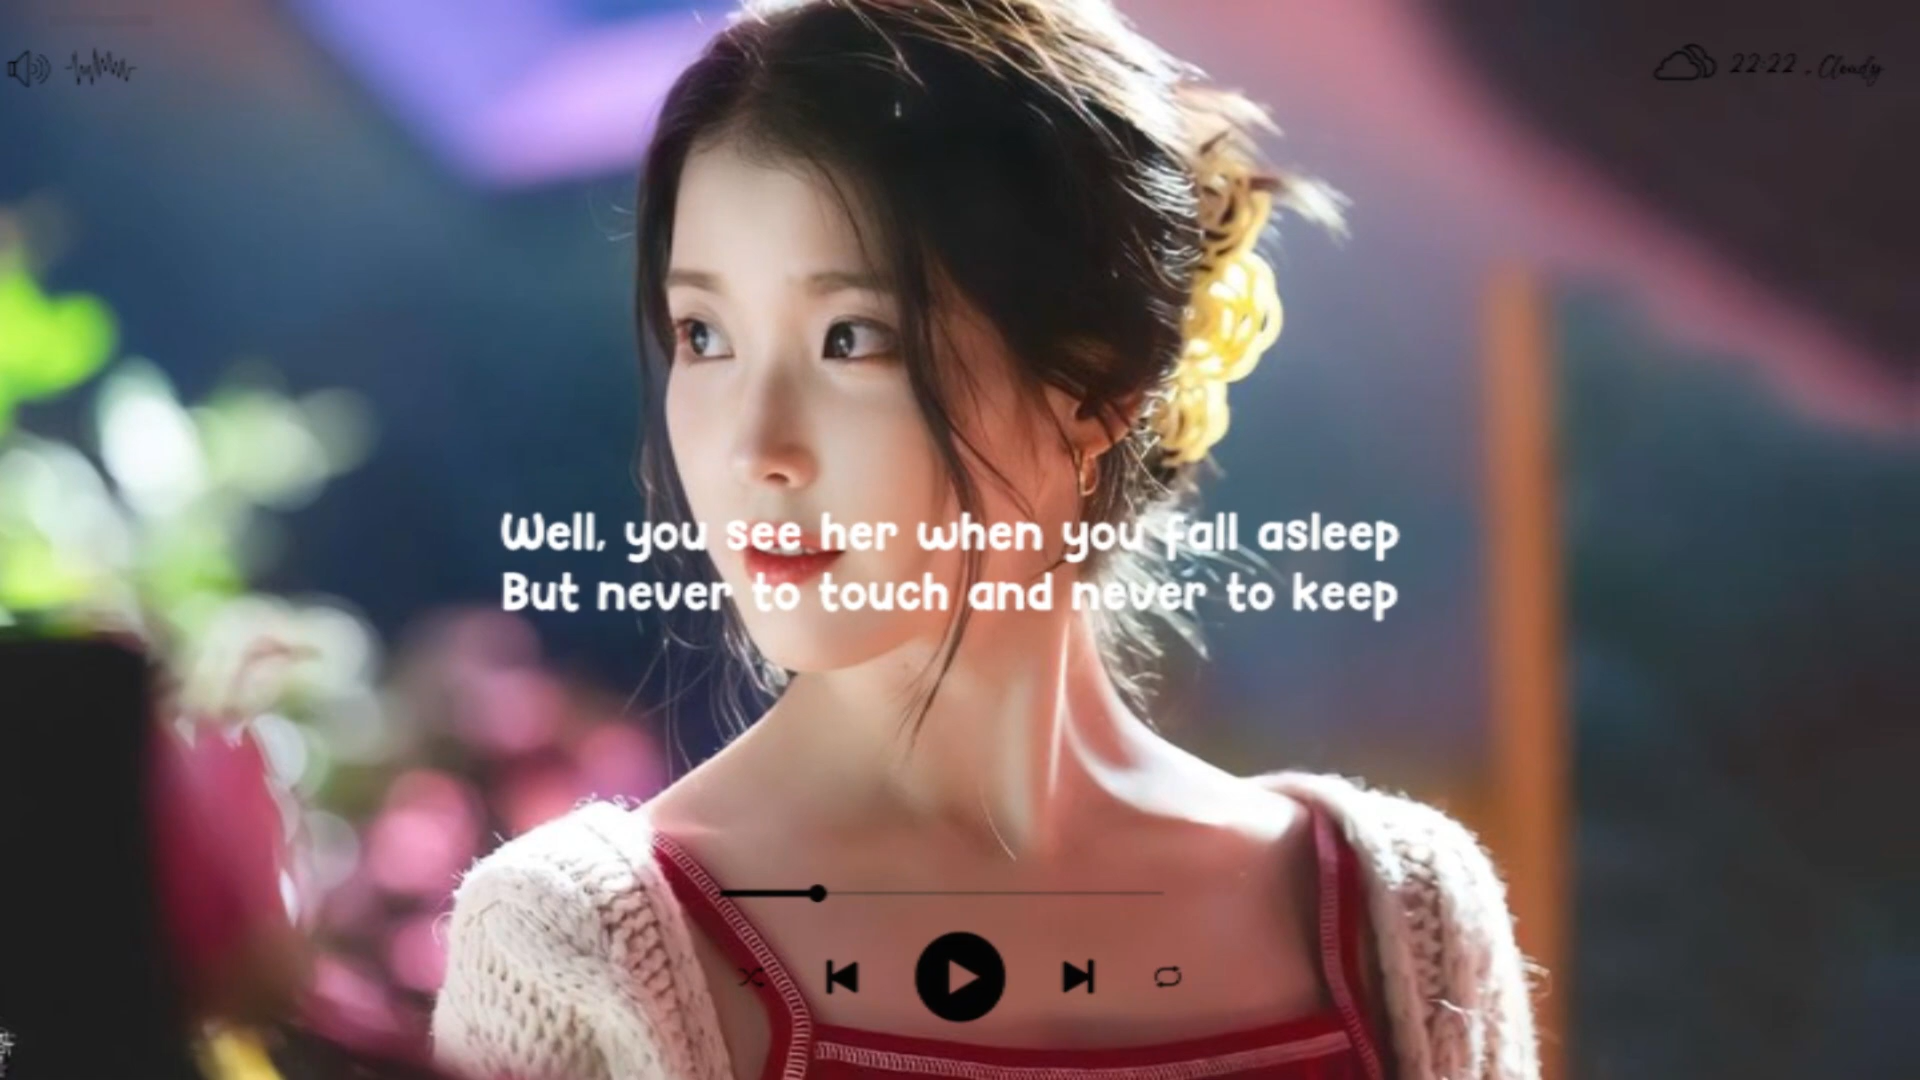 22:22 . Cloudy
Well, you see her when you fall asleep
But never to touch and never to keep